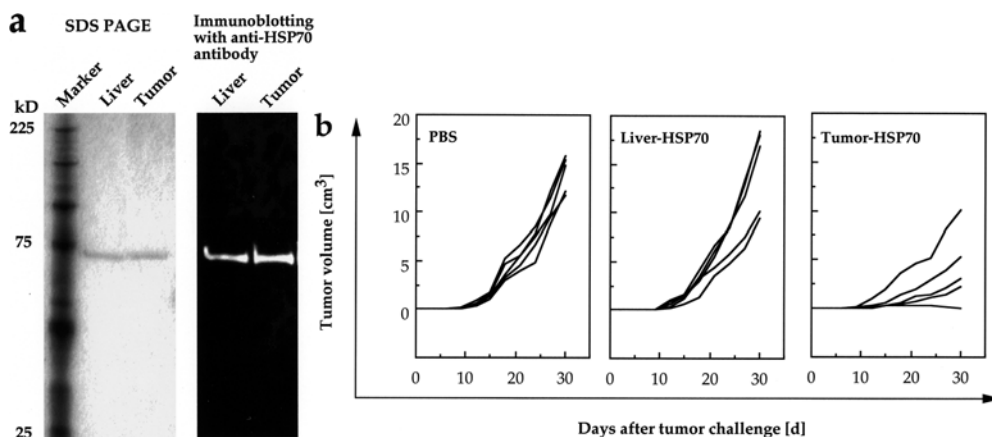 a
SDS PAGE
Immunoblotting
with anti-HSP70
antibody
Marker
Liver
Tumor
Liver
Tumor
kD
225
75
25
b
Tumor volume [cm³]
20
15
10
5
0
PBS
Liver-HSP70
Tumor-HSP70
0 10 20 30
0 10 20 30
0 10 20 30
Days after tumor challenge [d]